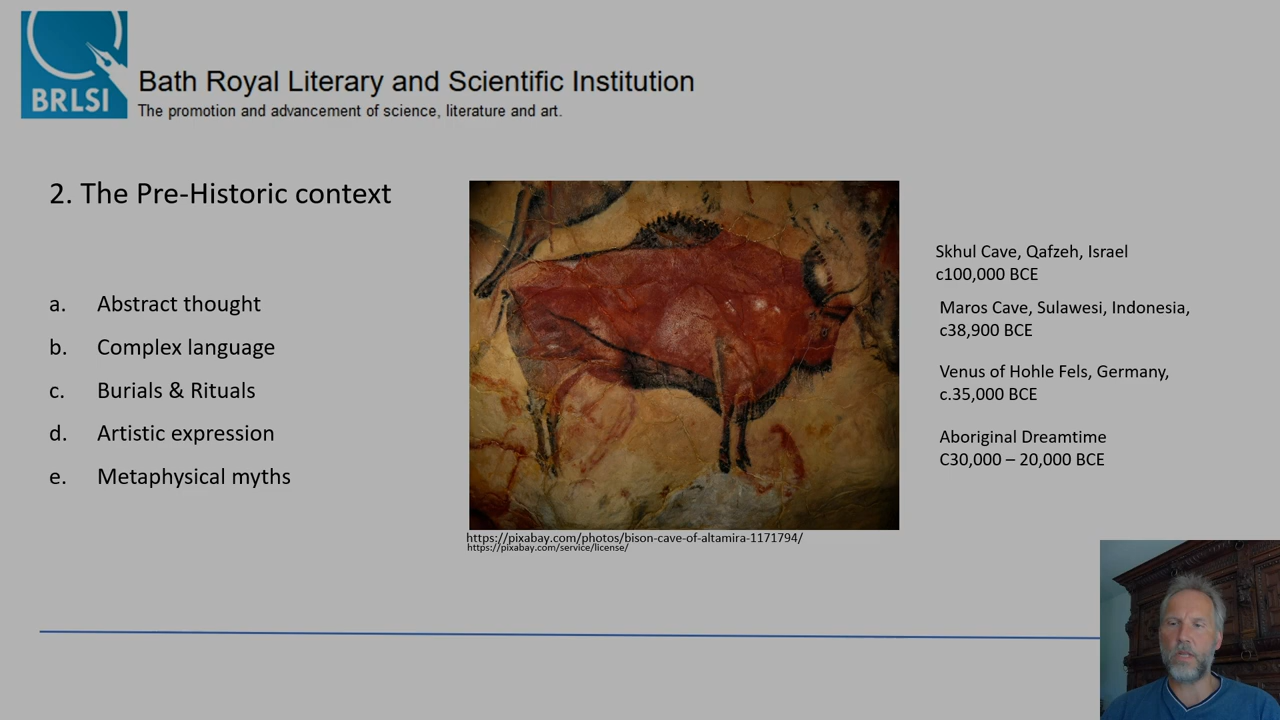 BRLSI
Bath Royal Literary and Scientific Institution
The promotion and advancement of science, literature and art.
2. The Pre-Historic context
a. Abstract thought
b. Complex language
c. Burials & Rituals
d. Artistic expression
e. Metaphysical myths
https://pixabay.com/photos/bison-cave-of-altamira-1171794/
https://pixabay.com/service/license/
Skhul Cave, Qafzeh, Israel
c100,000 BCE
Maros Cave, Sulawesi, Indonesia,
c38,900 BCE
Venus of Hohle Fels, Germany,
c.35,000 BCE
Aboriginal Dreamtime
C30,000 – 20,000 BCE